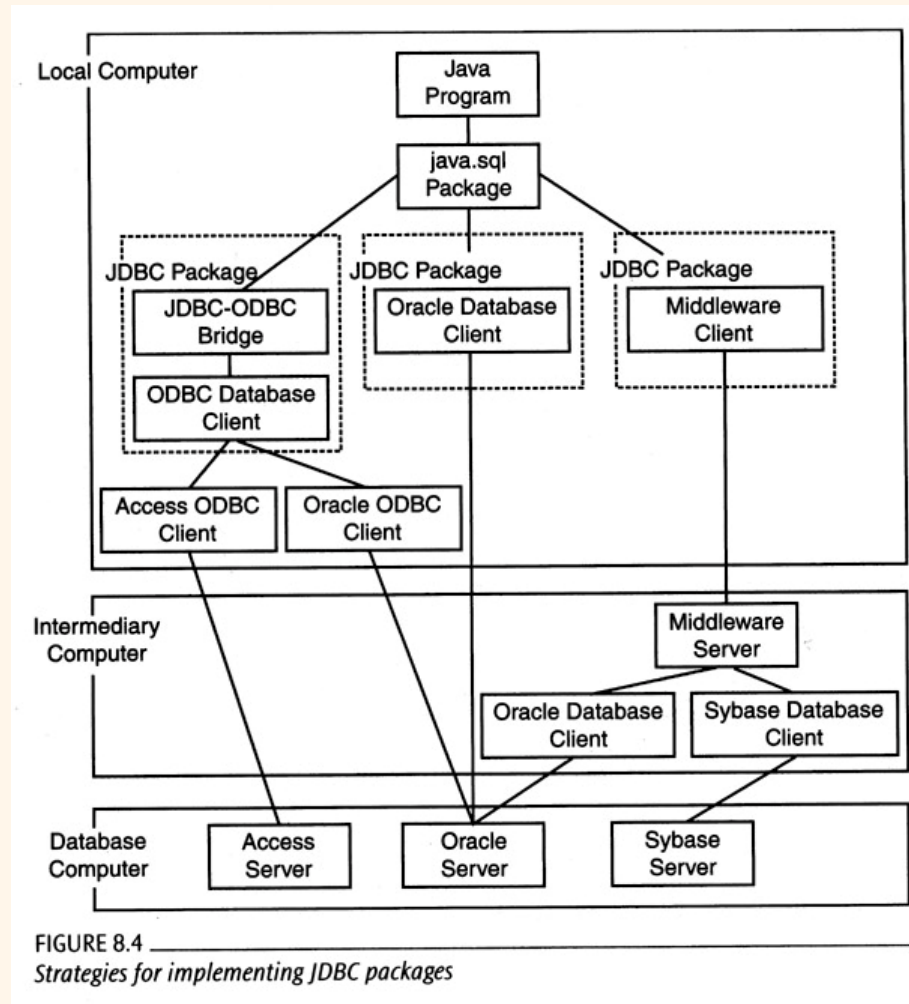 Local Computer
Java
Program
java.sql
Package
JDBC Package
JDBC-ODBC
Bridge
ODBC Database
Client
JDBC Package
Oracle Database
Client
JDBC Package
Middleware
Client
Access ODBC
Client
Oracle ODBC
Client
Intermediary
Computer
Middleware
Server
Oracle Database
Client
Sybase Database
Client
Database
Computer
Access
Server
Oracle
Server
Sybase
Server
FIGURE 8.4
Strategies for implementing JDBC packages